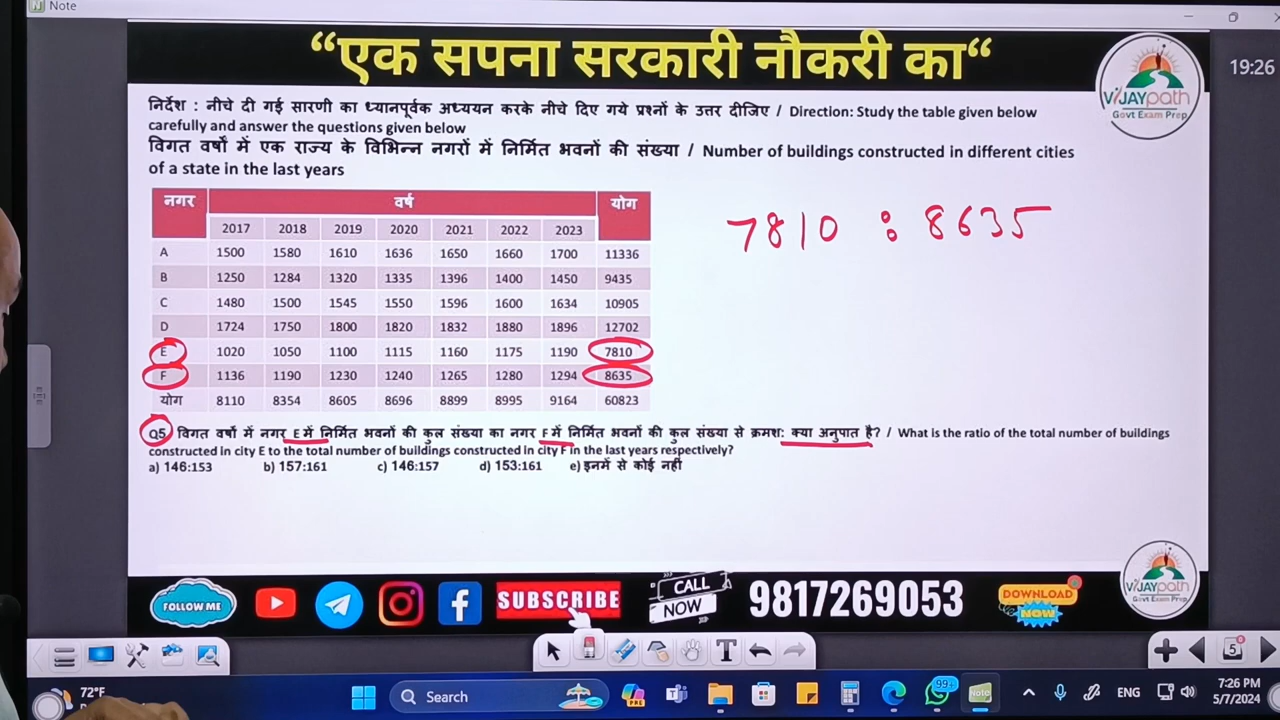 Note
“एक सपना सरकारी नौकरी का“
19:26
VIJAYpath
Govt Exam Prep
निर्देश : नीचे दी गई सारणी का ध्यानपूर्वक अध्ययन करके नीचे दिए गये प्रश्नों के उत्तर दीजिए / Direction: Study the table given below
carefully and answer the questions given below
विगत वर्षों में एक राज्य के विभिन्न नगरों में निर्मित भवनों की संख्या / Number of buildings constructed in different cities
of a state in the last years
नगर वर्ष योग
2017 2018 2019 2020 2021 2022 2023
A 1500 1580 1610 1636 1650 1660 1700 11336
B 1250 1284 1320 1335 1396 1400 1450 9435
C 1480 1500 1545 1550 1596 1600 1634 10905
D 1724 1750 1800 1820 1832 1880 1896 12702
E 1020 1050 1100 1115 1160 1175 1190 7810
F 1136 1190 1230 1240 1265 1280 1294 8635
योग 8110 8354 8605 8696 8899 8995 9164 60823
7810 : 8635
Q5 विगत वर्षों में नगर E में निर्मित भवनों की कुल संख्या का नगर F में निर्मित भवनों की कुल संख्या से क्रमश: क्या अनुपात है? / What is the ratio of the total number of buildings
constructed in city E to the total number of buildings constructed in city F in the last years respectively?
a) 146:153 b) 157:161 c) 146:157 d) 153:161 e) इनमें से कोई नहीं
VIJAYpath
Govt Exam Prep
FOLLOW ME
SUBSCRIBE
CALL
NOW
9817269053
DOWNLOAD
NOW
T
5
6
72°F
Search
PRE
99+
Note
ENG
7:26 PM
5/7/2024